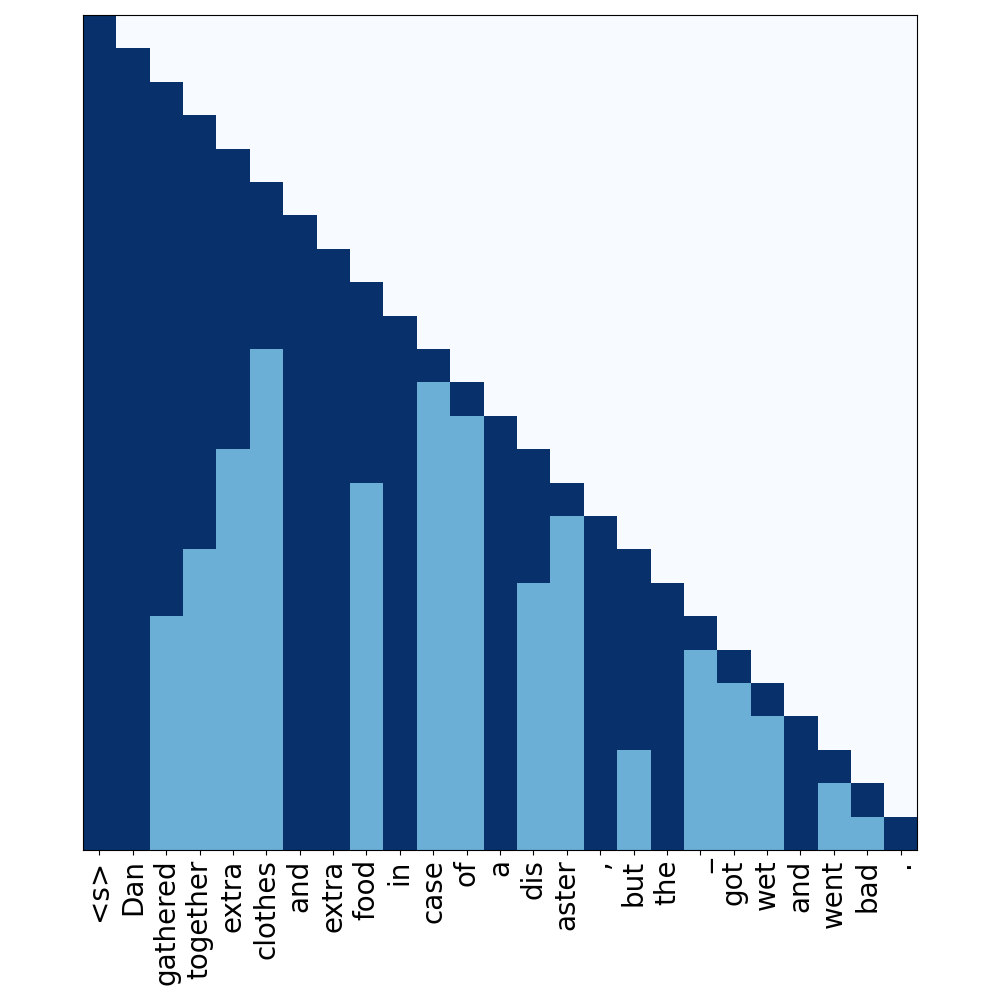 <s> Dan gathered together extra clothes and extra food in case of a dis aster , but the _ got wet and went bad .